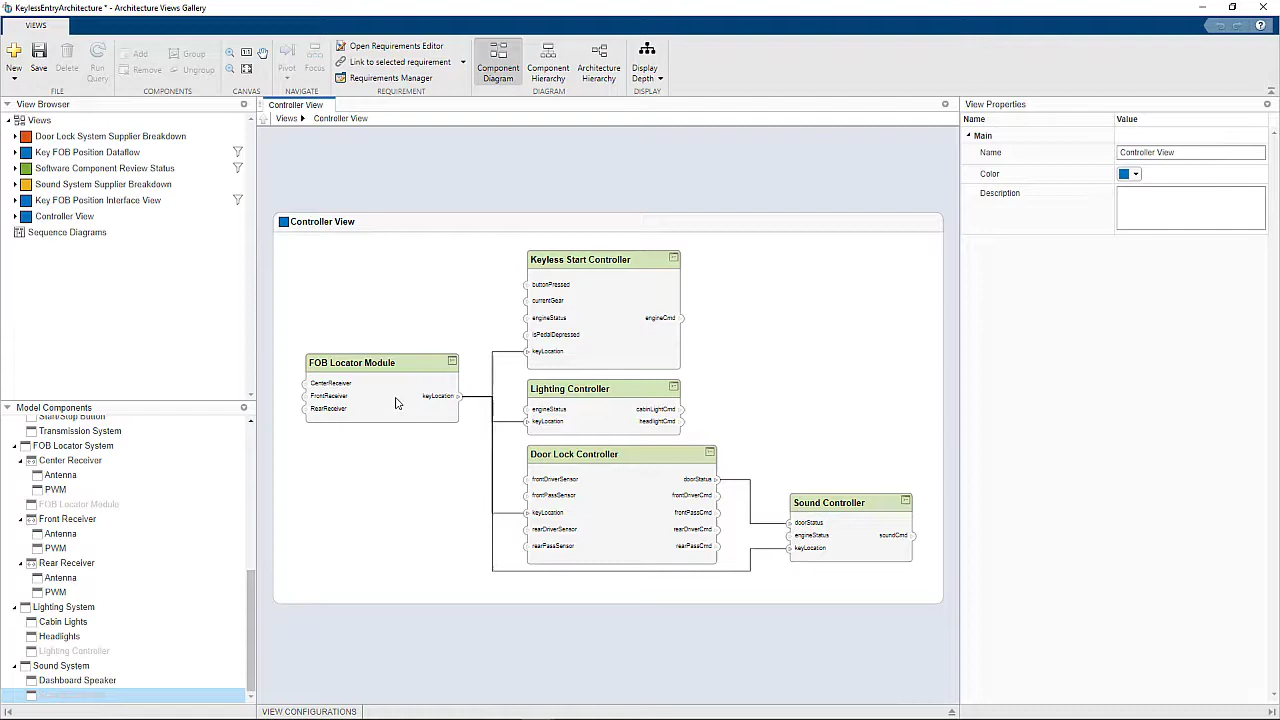 KeylessEntryArchitecture * - Architecture Views Gallery
VIEWS
New
Save
Delete
Run Query
Add
Remove
Group
Ungroup
Pivot
Focus
Open Requirements Editor
Link to selected requirement
Requirements Manager
Component Diagram
Component Hierarchy
Architecture Hierarchy
Display Depth
FILE
COMPONENTS
CANVAS
NAVIGATE
REQUIREMENT
DIAGRAM
DISPLAY
View Browser
Views
Door Lock System Supplier Breakdown
Key FOB Position Dataflow
Software Component Review Status
Sound System Supplier Breakdown
Key FOB Position Interface View
Controller View
Sequence Diagrams
Model Components
Start/Stop Button
Transmission System
FOB Locator System
Center Receiver
Antenna
PWM
FOB Locator Module
Front Receiver
Antenna
PWM
Rear Receiver
Antenna
PWM
Lighting System
Cabin Lights
Headlights
Lighting Controller
Sound System
Dashboard Speaker
Controller View
Views
Controller View
Controller View
Keyless Start Controller
buttonPressed
currentGear
engineStatus
engineCmd
isPedalDepressed
keyLocation
FOB Locator Module
CenterReceiver
FrontReceiver
keyLocation
RearReceiver
Lighting Controller
engineStatus
cabinLightCmd
keyLocation
headlightCmd
Door Lock Controller
frontDriverSensor
doorStatus
frontPassSensor
frontDriverCmd
keyLocation
frontPassCmd
rearDriverSensor
rearDriverCmd
rearPassSensor
rearPassCmd
Sound Controller
doorStatus
engineStatus
soundCmd
keyLocation
VIEW CONFIGURATIONS
View Properties
Name
Value
Main
Name
Controller View
Color
Description